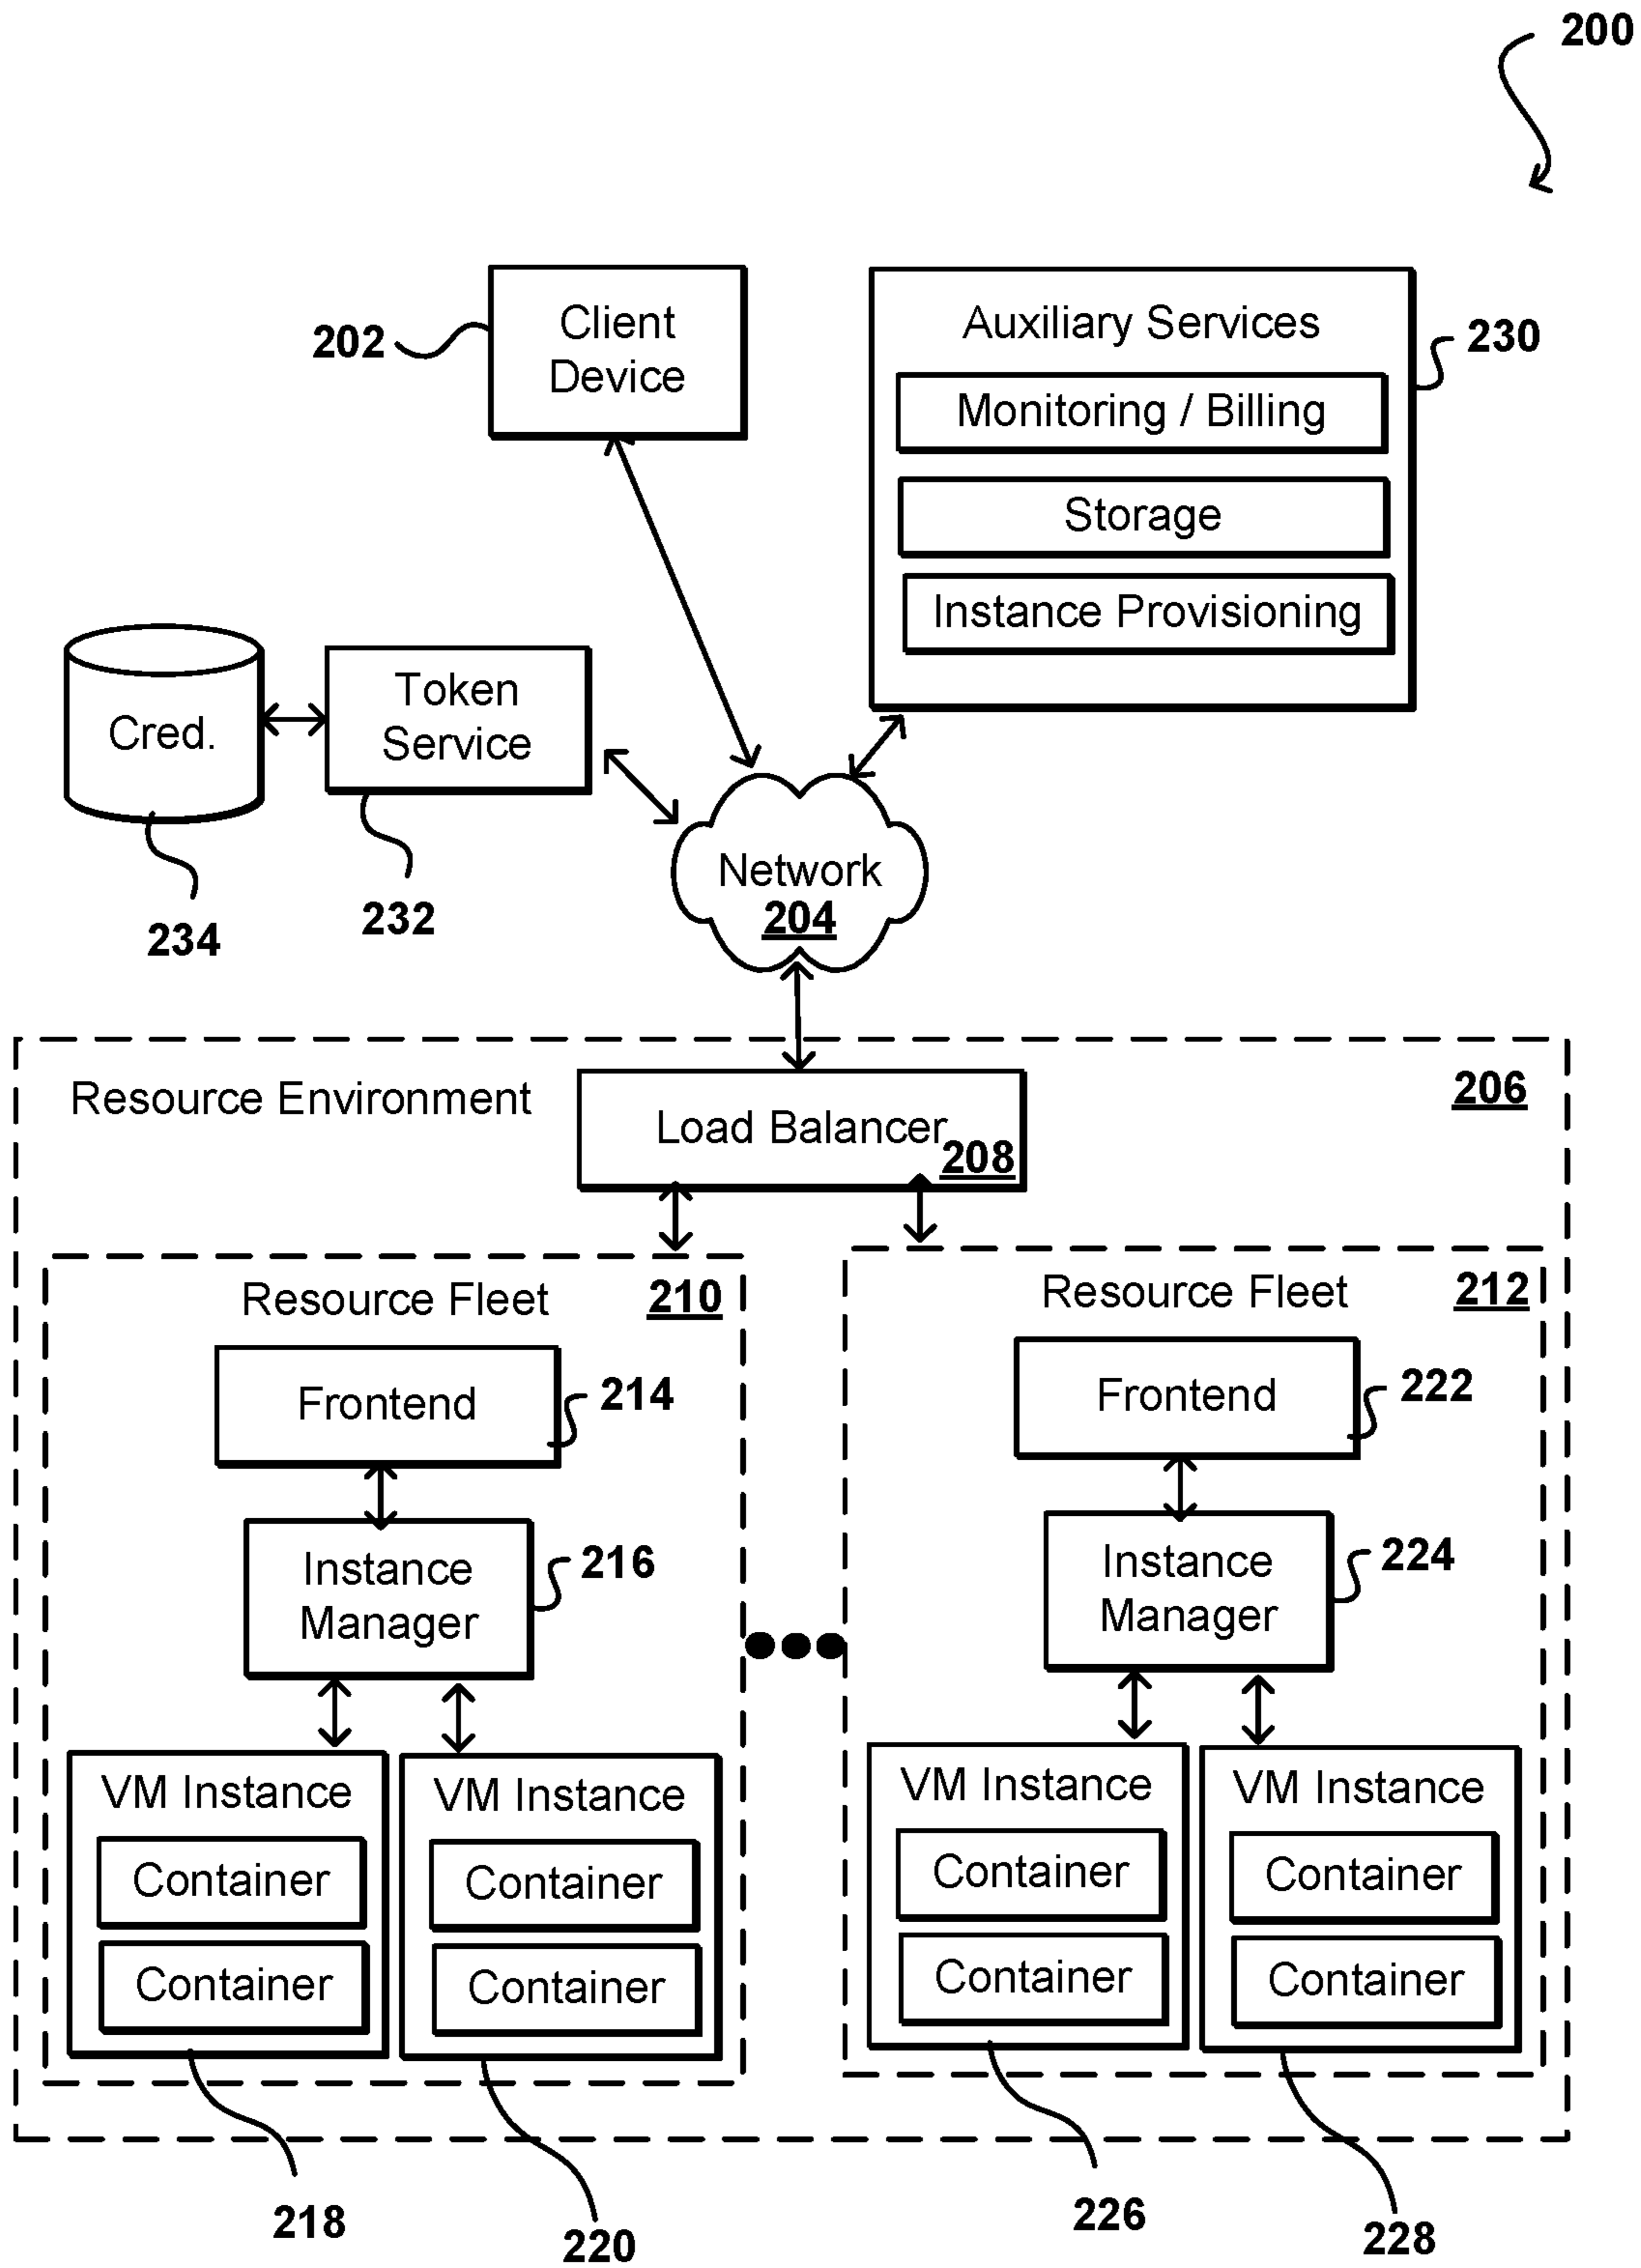 200
Client
Device
202
Auxiliary Services
230
Monitoring / Billing
Storage
Instance Provisioning
Cred.
Token
Service
234
232
Network
204
Resource Environment
206
Load Balancer
208
Resource Fleet
210
Frontend
214
Instance
Manager
216
VM Instance
Container
Container
VM Instance
Container
Container
218
220
Resource Fleet
212
Frontend
222
Instance
Manager
224
VM Instance
Container
Container
VM Instance
Container
Container
226
228